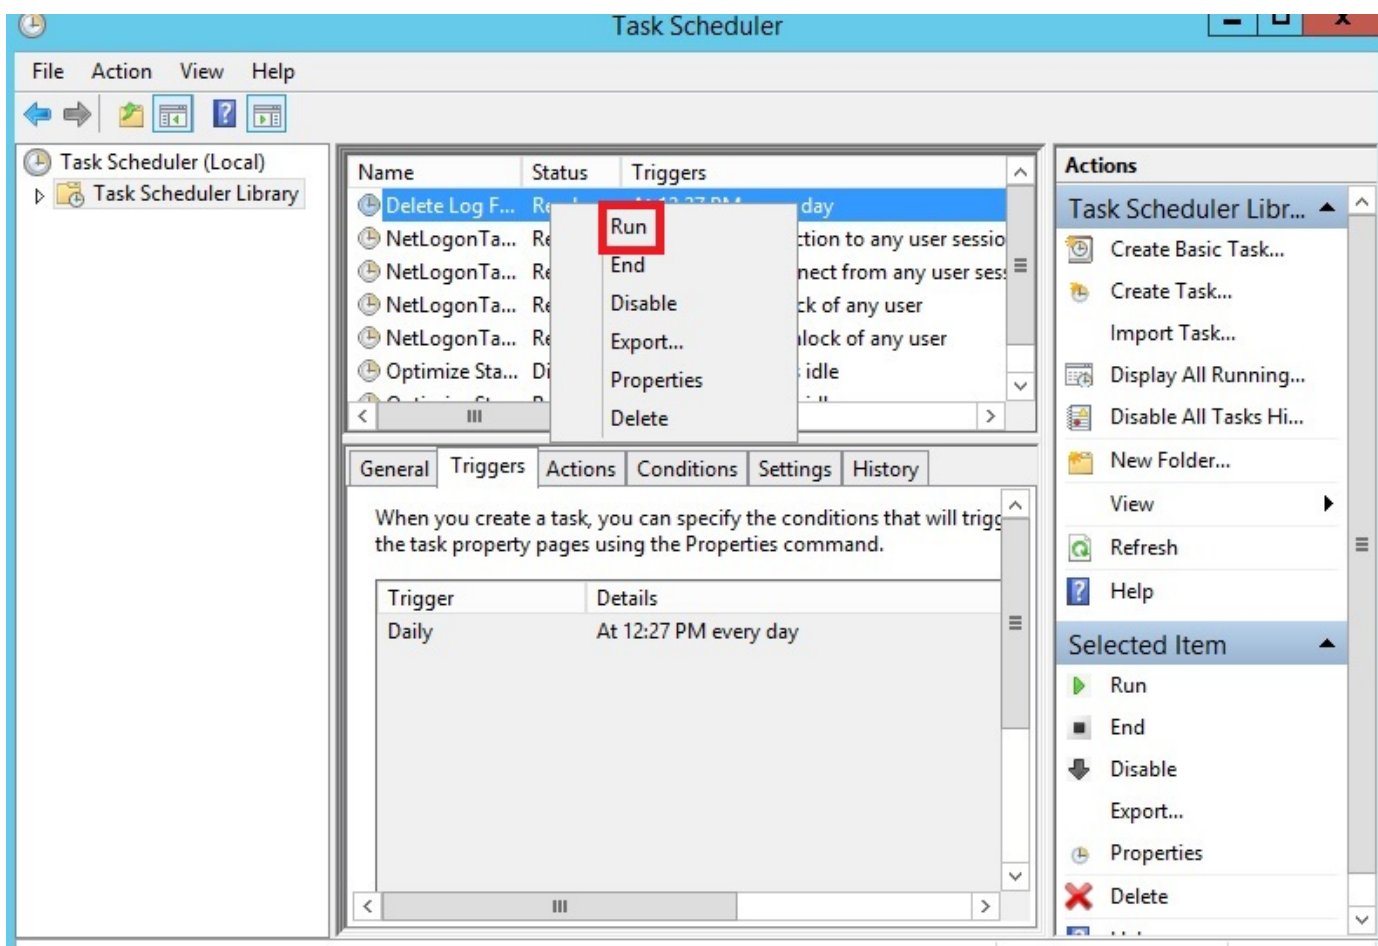 Task Scheduler
File Action View Help
Task Scheduler (Local)
Task Scheduler Library
Name Status Triggers
Delete Log F... day
NetLogonTa... Re ction to any user sessio
NetLogonTa... Re nect from any user ses
NetLogonTa... Re ck of any user
NetLogonTa... Re lock of any user
Optimize Sta... Di idle
Run
End
Disable
Export...
Properties
Delete
General Triggers Actions Conditions Settings History
When you create a task, you can specify the conditions that will trigg
the task property pages using the Properties command.
Trigger Details
Daily At 12:27 PM every day
Actions
Task Scheduler Libr...
Create Basic Task...
Create Task...
Import Task...
Display All Running...
Disable All Tasks Hi...
New Folder...
View
Refresh
Help
Selected Item
Run
End
Disable
Export...
Properties
Delete